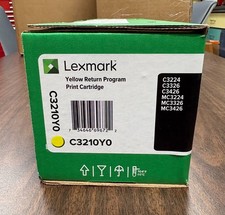 Lexmark
Yellow Return Program
Print Cartridge
C3224
C3326
C3426
MC3224
MC3326
MC3426
C3210Y0
C3210Y0